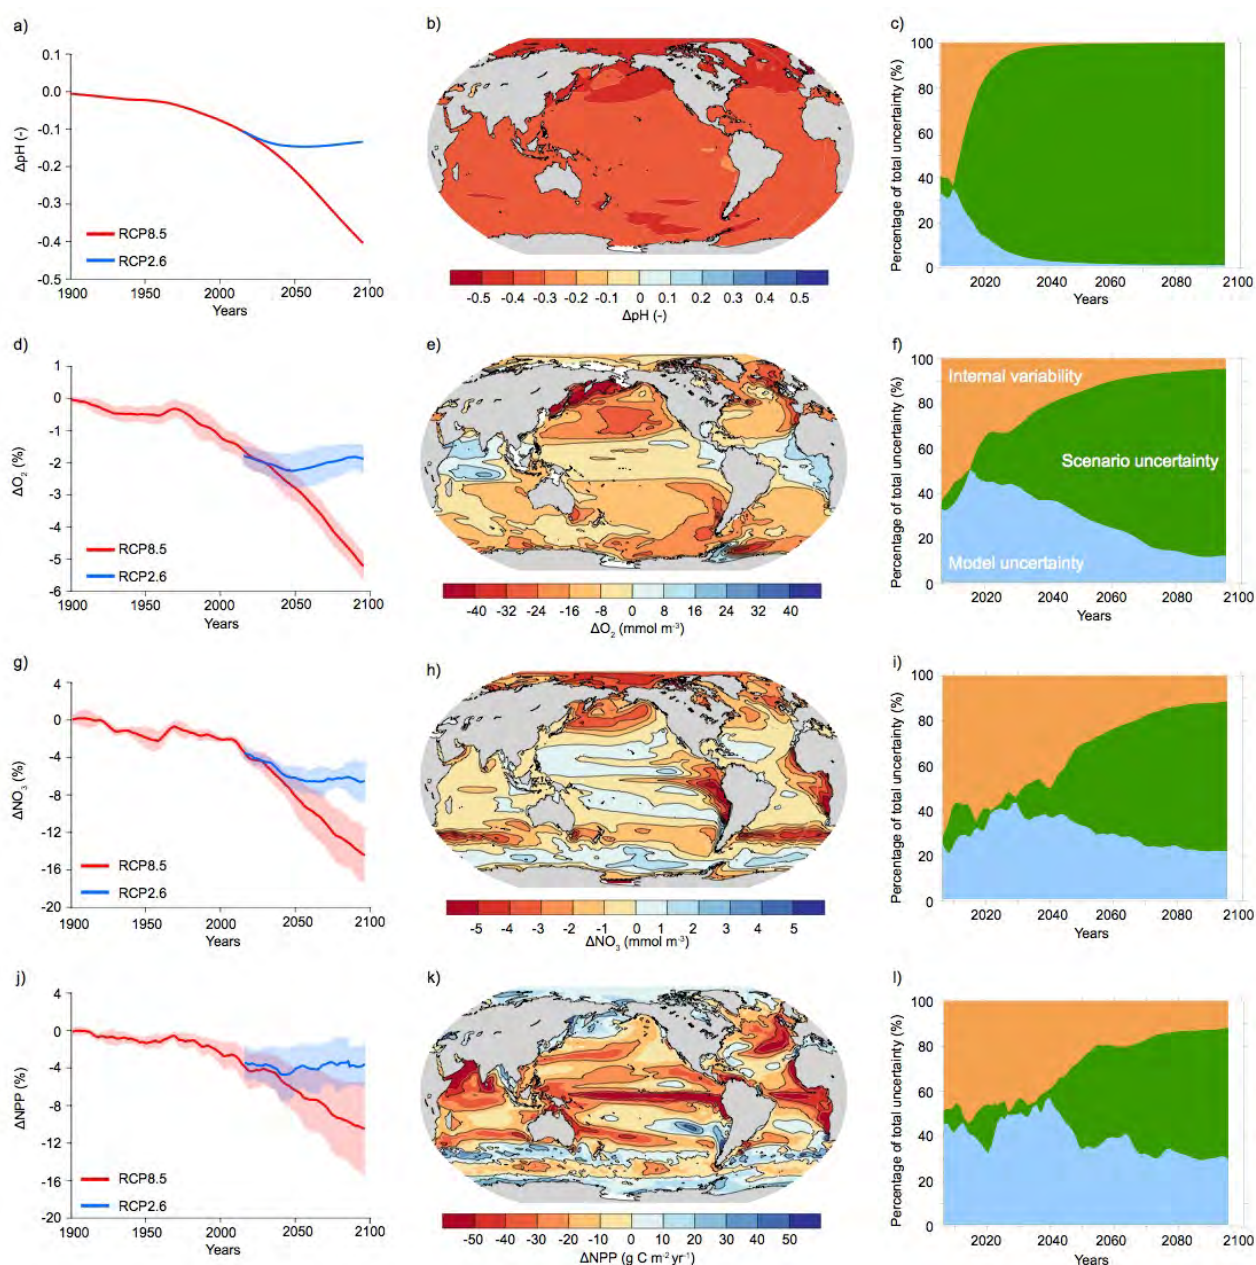 a)
0.1
0.0
-0.1
-0.2
-0.3
-0.4
-0.5
ΔpH (-)
RCP8.5
RCP2.6
1900 1950 2000 2050 2100
Years
b)
-0.5 -0.4 -0.3 -0.2 -0.1 0 0.1 0.2 0.3 0.4 0.5
ΔpH (-)
c)
100
80
60
40
20
0
Percentage of total uncertainty (%)
2020 2040 2060 2080 2100
Years
d)
1
0
-1
-2
-3
-4
-5
-6
ΔO₂ (%)
RCP8.5
RCP2.6
1900 1950 2000 2050 2100
Years
e)
-40 -32 -24 -16 -8 0 8 16 24 32 40
ΔO₂ (mmol m⁻³)
f)
100
80
60
40
20
0
Percentage of total uncertainty (%)
Internal variability
Scenario uncertainty
Model uncertainty
2020 2040 2060 2080 2100
Years
g)
4
0
-4
-8
-12
-16
-20
ΔNO₃ (%)
RCP8.5
RCP2.6
1900 1950 2000 2050 2100
Years
h)
-5 -4 -3 -2 -1 0 1 2 3 4 5
ΔNO₃ (mmol m⁻³)
i)
100
80
60
40
20
0
Percentage of total uncertainty (%)
2020 2040 2060 2080 2100
Years
j)
4
0
-4
-8
-12
-16
-20
ΔNPP (%)
RCP8.5
RCP2.6
1900 1950 2000 2050 2100
Years
k)
-50 -40 -30 -20 -10 0 10 20 30 40 50
ΔNPP (g C m⁻² yr⁻¹)
l)
100
80
60
40
20
0
Percentage of total uncertainty (%)
2020 2040 2060 2080 2100
Years